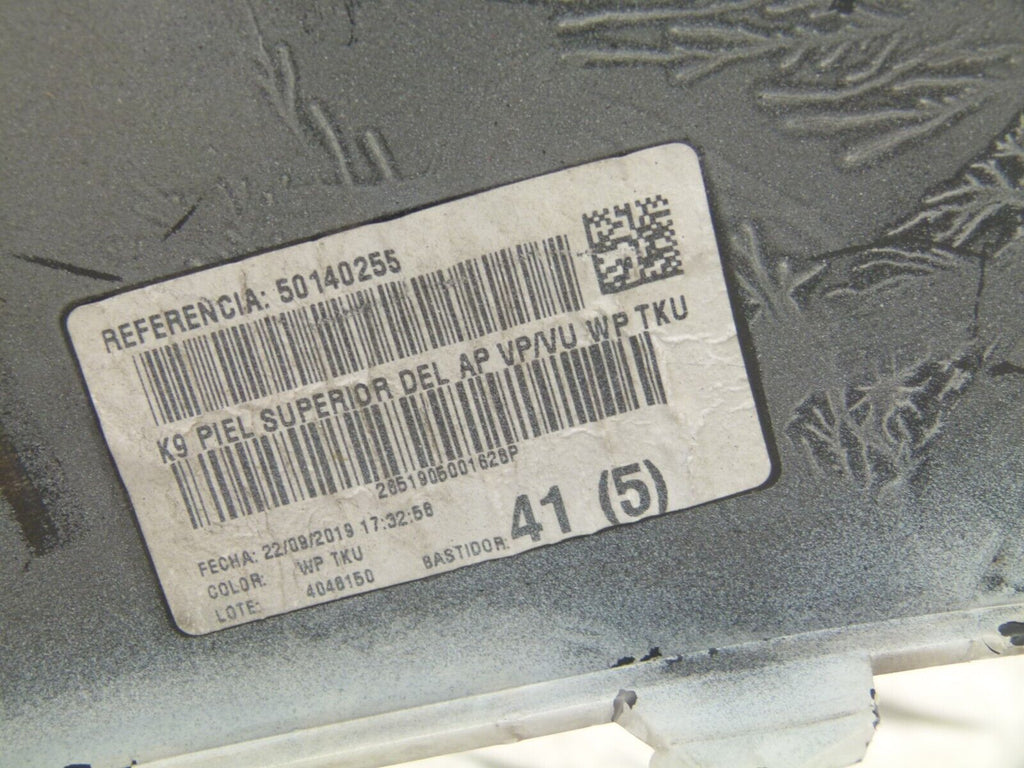 REFERENCIA: 50140255
K9 PIEL SUPERIOR DEL AP VP/VU WP TKU
2651905001628P
FECHA: 22/09/2019 17:32:56
COLOR: WP TKU
LOTE: 4046150
BASTIDOR: 41 (5)